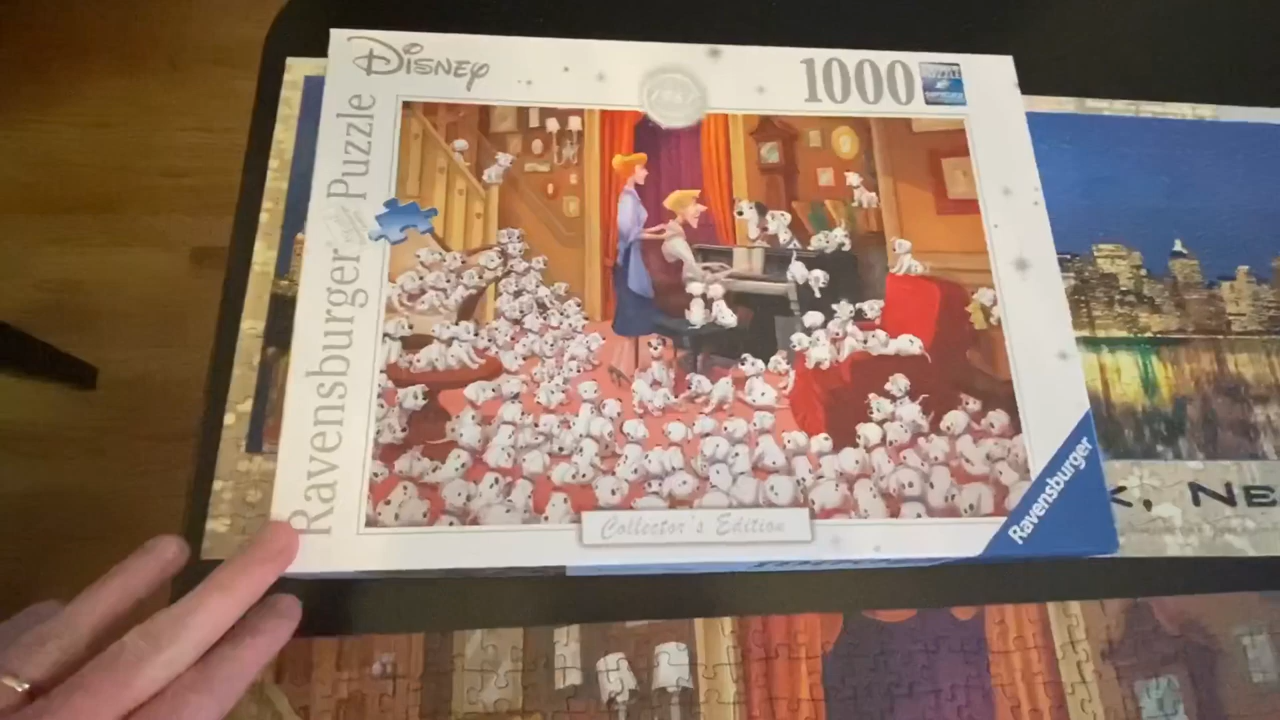 Disney
1000
Ravensburger Puzzle
Collector's Edition
Ravensburger
K, NE